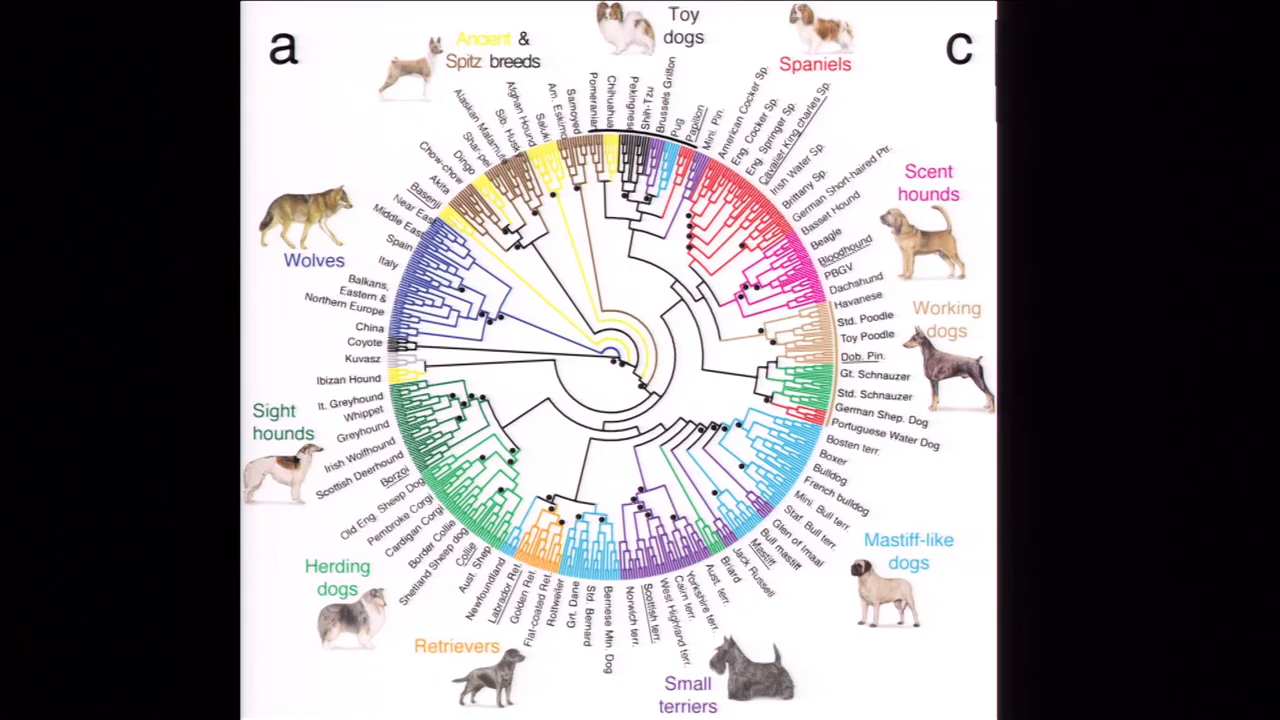 a
c
Toy
dogs
Ancient &
Spitz breeds
Spaniels
Scent
hounds
Working
dogs
Mastiff-like
dogs
Small
terriers
Retrievers
Herding
dogs
Sight
hounds
Wolves
Kuvasz
Coyote
China
Balkans,
Eastern &
Northern Europe
Italy
Spain
Middle East
Near East
Basenji
Akita
Chow-chow
Dingo
Shar-pei
Alaskan Malamute
Sib. Husky
Afghan Hound
Saluki
Am. Eskimo
Samoyed
Pomeranian
Chihuahua
Pekingnese
Shih-Tzu
Brussels Griffon
Pug
Papillon
Mini. Pin.
American Cocker Sp.
Eng. Cocker Sp.
Eng. Springer Sp.
Cavalier King charles Sp.
Irish Water Sp.
Brittany Sp.
German Short-haired Ptr.
Basset Hound
Beagle
Bloodhound
PBGV
Dachshund
Havanese
Std. Poodle
Toy Poodle
Dob. Pin.
Gt. Schnauzer
Std. Schnauzer
German Shep. Dog
Portuguese Water Dog
Bosten terr.
Boxer
Bulldog
French bulldog
Mini. Bull terr.
Staf. Bull terr.
Glen of Imaal
Bull mastiff
Mastiff
Jack Russell
Briard
Aust. terr.
Yorkshire terr.
Cairn terr.
West Highland terr.
Scottish terr.
Norwich terr.
Bernese Mtn. Dog
Std. Bernard
Grt. Dane
Rottweiler
Flat-coated Ret.
Golden Ret.
Labrador Ret.
Newfoundland
Aust. Shep
Collie
Shetland Sheep dog
Border Collie
Cardigan Corgi
Pembroke Corgi
Old Eng. Sheep Dog
Borzoi
Scottish Deerhound
Irish Wolfhound
Greyhound
Whippet
It. Greyhound
Ibizan Hound